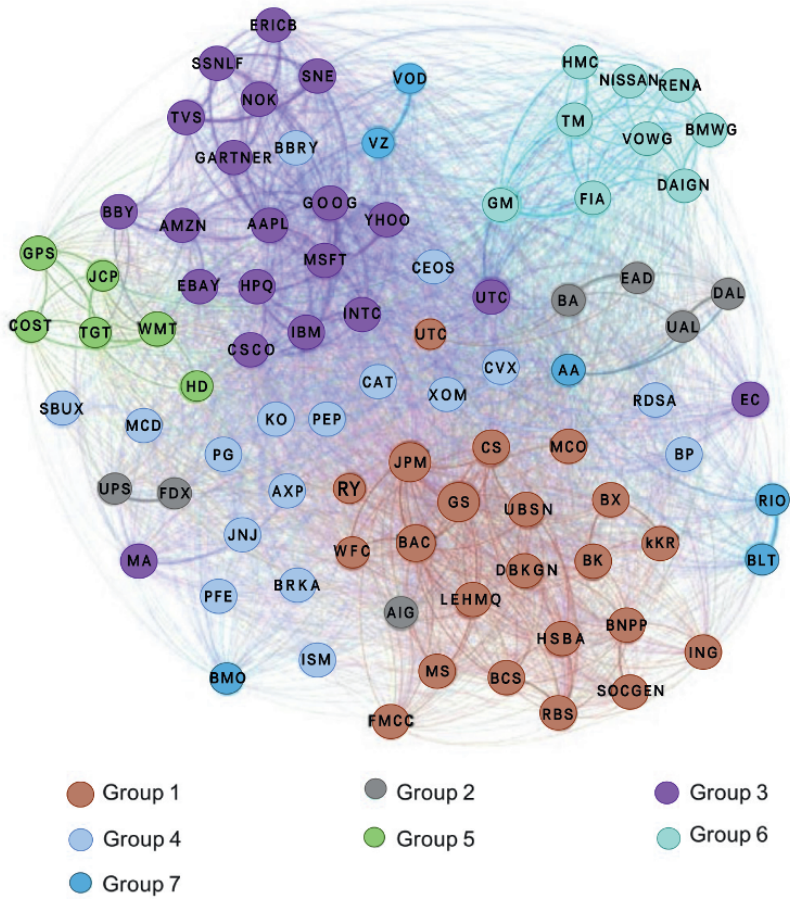 ERICB
SSNLF
SNE
VOD
HMC
NISSAN
RENA
NOK
TVS
TM
VZ
VOWG
BMWG
GARTNER
BBRY
DAIGN
BBY
AMZN
AAPL
GOOG
YHOO
GM
FIA
GPS
JCP
MSFT
CEOS
EBAY
HPQ
UTC
BA
EAD
DAL
COST
TGT
WMT
IBM
INTC
UTC
UAL
CSCO
HD
CAT
XOM
CVX
AA
RDSA
EC
SBUX
MCD
KO
PEP
PG
JPM
CS
MCO
BP
UPS
FDX
AXP
RY
GS
UBSN
BX
RIO
JNJ
WFC
BAC
kKR
MA
DBKGN
BK
BLT
PFE
BRKA
AIG
LEHMQ
HSBA
BNPP
ING
BMO
ISM
MS
BCS
SOCGEN
FMCC
RBS
Group 1
Group 2
Group 3
Group 4
Group 5
Group 6
Group 7